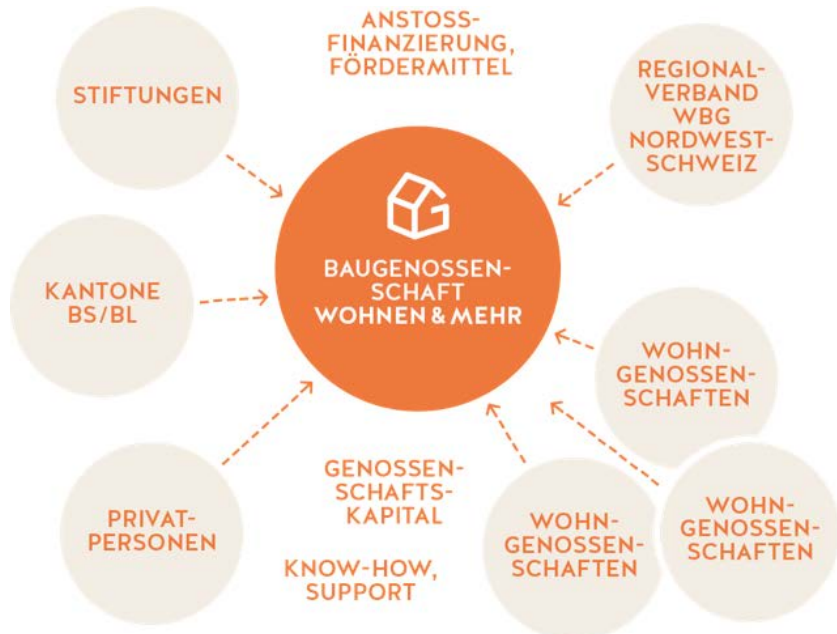 ANSTOSS-
FINANZIERUNG,
FÖRDERMITTEL
STIFTUNGEN
REGIONAL-
VERBAND
WBG
NORDWEST-
SCHWEIZ
BAUGENOSSEN-
SCHAFT
WOHNEN & MEHR
KANTONE
BS/BL
WOHN-
GENOSSEN-
SCHAFTEN
GENOSSEN-
SCHAFTS-
KAPITAL
PRIVAT-
PERSONEN
WOHN-
GENOSSEN-
SCHAFTEN
WOHN-
GENOSSEN-
SCHAFTEN
KNOW-HOW,
SUPPORT